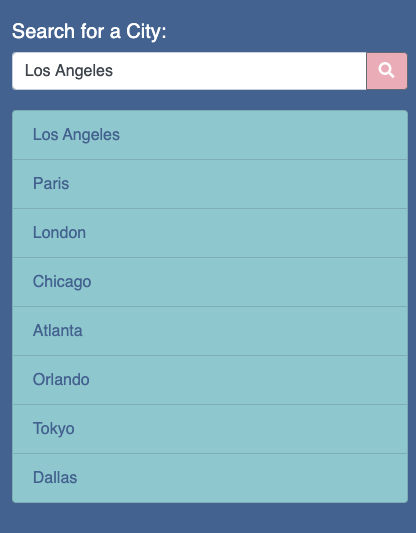 Search for a City:
Los Angeles
Los Angeles
Paris
London
Chicago
Atlanta
Orlando
Tokyo
Dallas